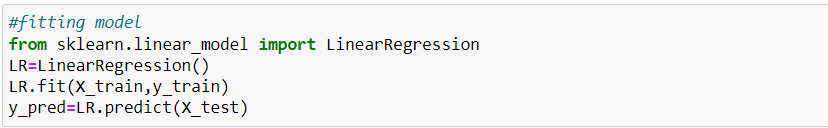 #fitting model
from sklearn.linear_model import LinearRegression
LR=LinearRegression()
LR.fit(X_train,y_train)
y_pred=LR.predict(X_test)